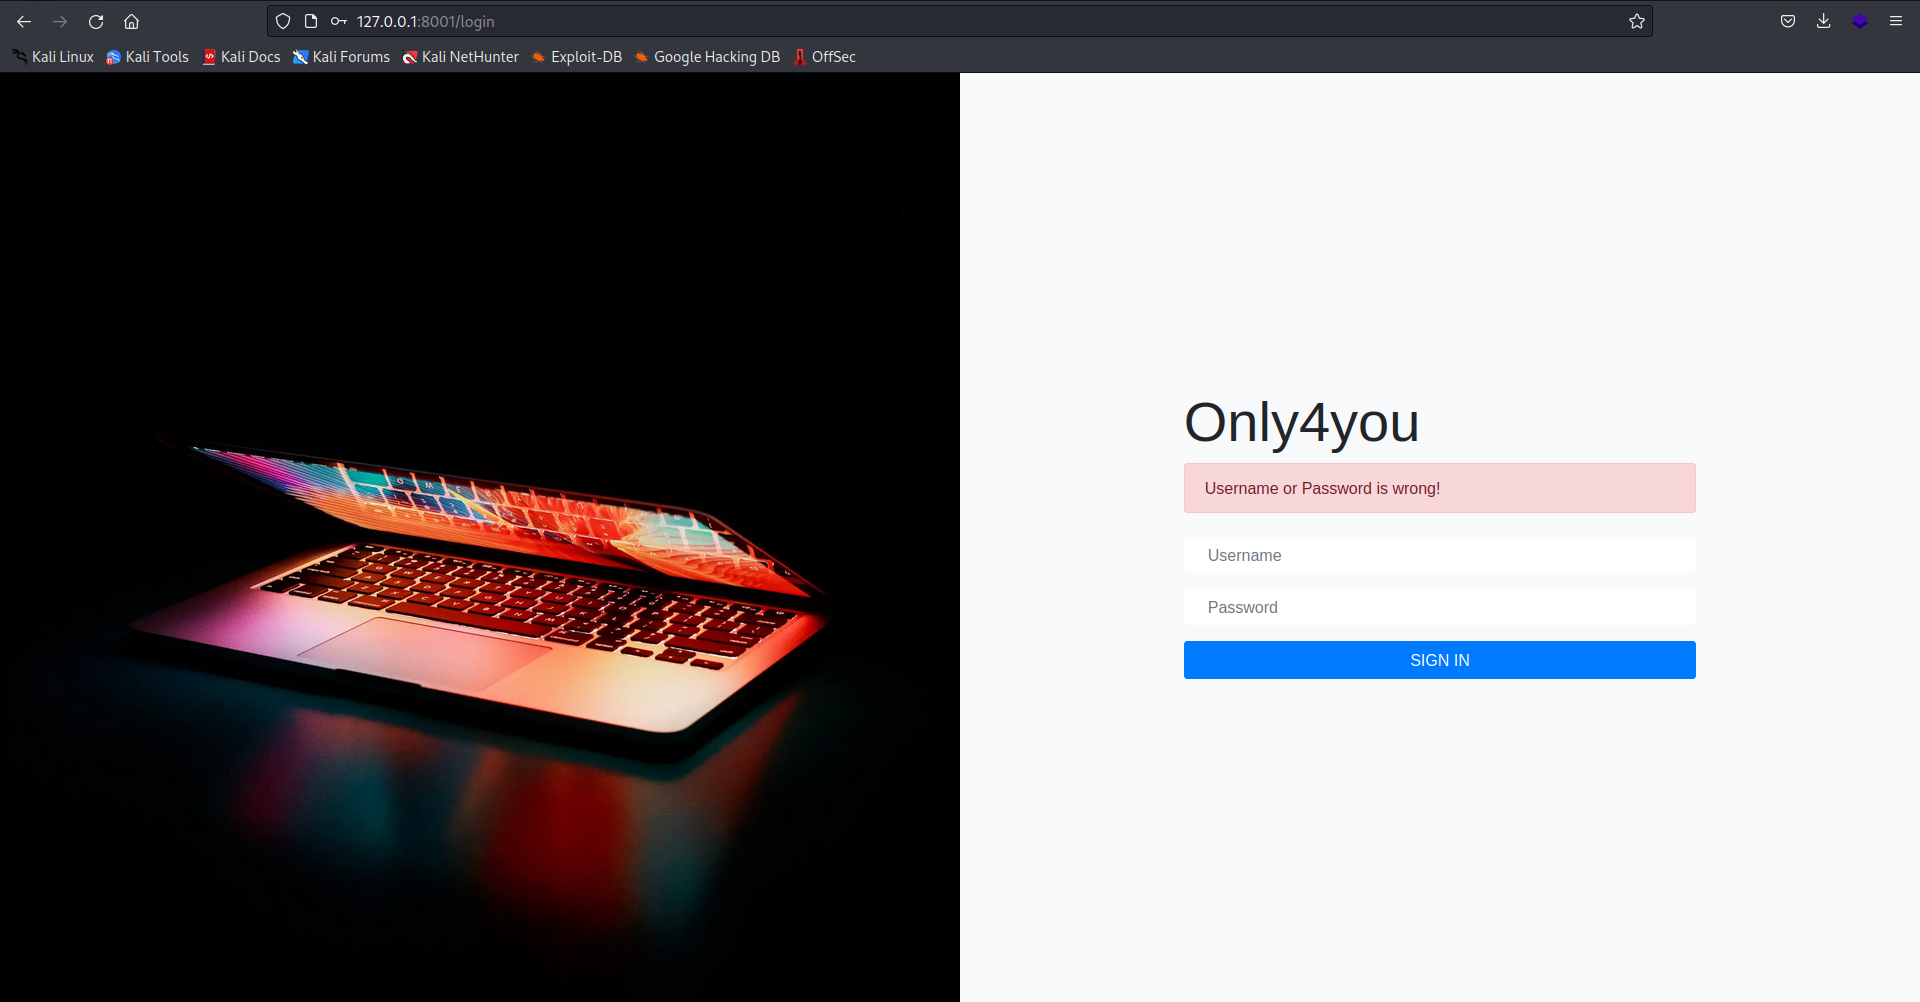 127.0.0.1:8001/login
Kali Linux Kali Tools Kali Docs Kali Forums Kali NetHunter Exploit-DB Google Hacking DB OffSec
Only4you
Username or Password is wrong!
Username
Password
SIGN IN